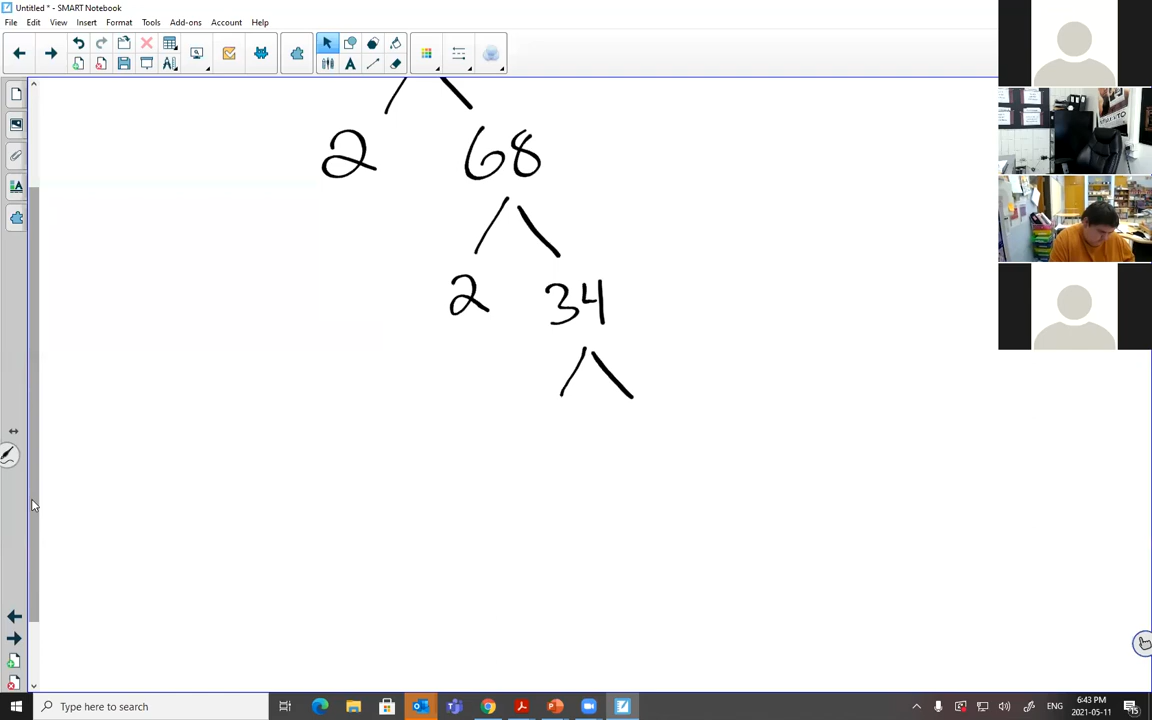 Untitled * - SMART Notebook
File Edit View Insert Format Tools Add-ons Account Help
2 68
2 34
Type here to search
ENG
6:43 PM
2021-05-11
15